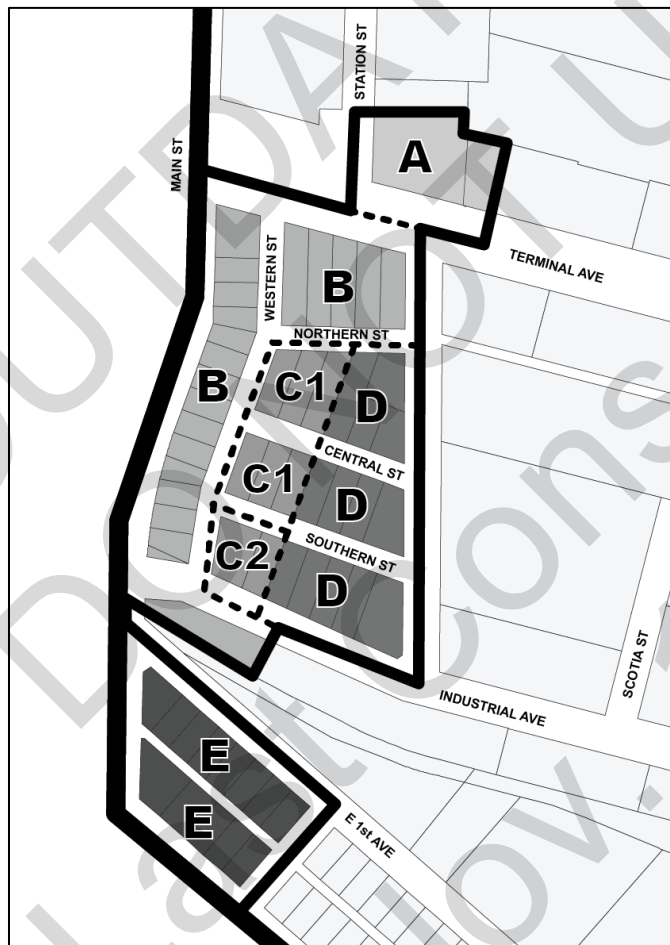 STATION ST
MAIN ST
A
TERMINAL AVE
WESTERN ST
B
NORTHERN ST
B
C1
D
CENTRAL ST
C1
D
SOUTHERN ST
C2
D
SCOTIA ST
INDUSTRIAL AVE
E
E
E 1st AVE